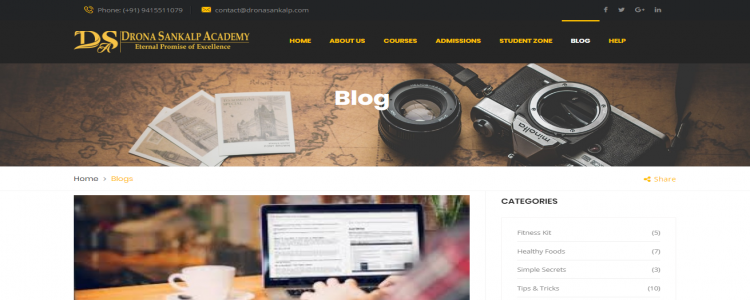 Phone: (+91) 9415511079
contact@dronasankalp.com
DSA DRONA SANKALP ACADEMY
Eternal Promise of Excellence
HOME ABOUT US COURSES ADMISSIONS STUDENT ZONE BLOG HELP
Blog
minolta
Home > Blogs
Share
CATEGORIES
Fitness Kit (5)
Healthy Foods (7)
Simple Secrets (3)
Tips & Tricks (10)